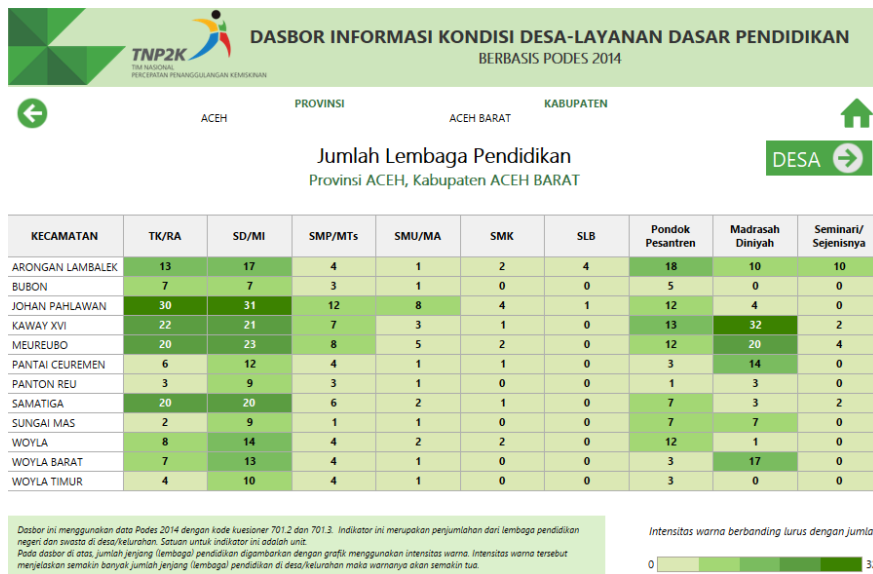 TNP2K
TIM NASIONAL
PERCEPATAN PENANGGULANGAN KEMISKINAN
DASBOR INFORMASI KONDISI DESA-LAYANAN DASAR PENDIDIKAN
BERBASIS PODES 2014
PROVINSI KABUPATEN
ACEH ACEH BARAT
Jumlah Lembaga Pendidikan
Provinsi ACEH, Kabupaten ACEH BARAT
DESA
KECAMATAN TK/RA SD/MI SMP/MTs SMU/MA SMK SLB Pondok Pesantren Madrasah Diniyah Seminari/ Sejenisnya
ARONGAN LAMBALEK 13 17 4 1 2 4 18 10 10
BUBON 7 7 3 1 0 0 5 0 0
JOHAN PAHLAWAN 30 31 12 8 4 1 12 4 0
KAWAY XVI 22 21 7 3 1 0 13 32 2
MEUREUBO 20 23 8 5 2 0 12 20 4
PANTAI CEUREMEN 6 12 4 1 1 0 3 14 0
PANTON REU 3 9 3 1 0 0 1 3 0
SAMATIGA 20 20 6 2 1 0 7 3 2
SUNGAI MAS 2 9 1 1 0 0 7 7 0
WOYLA 8 14 4 2 2 0 12 1 0
WOYLA BARAT 7 13 4 1 0 0 3 17 0
WOYLA TIMUR 4 10 4 1 0 0 3 0 0
Dasbor ini menggunakan data Podes 2014 dengan kode kuesioner 701.2 dan 701.3. Indikator ini merupakan penjumlahan dari lembaga pendidikan
negeri dan swasta di desa/kelurahan. Satuan untuk indikator ini adalah unit.
Pada dasbor di atas, jumlah jenjang (lembaga) pendidikan digambarkan dengan grafik menggunakan intensitas warna. Intensitas warna tersebut
menjelaskan semakin banyak jumlah jenjang (lembaga) pendidikan di desa/kelurahan maka warnanya akan semakin tua.
Intensitas warna berbanding lurus dengan jumla
0